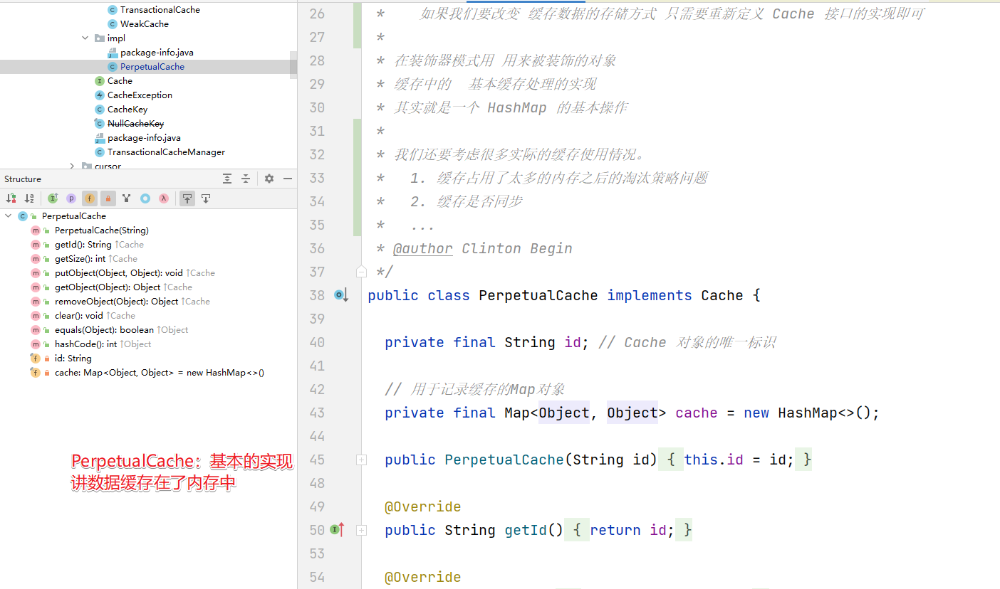 TransactionalCache
WeakCache
impl
package-info.java
PerpetualCache
Cache
CacheException
CacheKey
NullCacheKey
package-info.java
TransactionalCacheManager
cursor
Structure
PerpetualCache
PerpetualCache(String)
getId(): String ↑Cache
getSize(): int ↑Cache
putObject(Object, Object): void ↑Cache
getObject(Object): Object ↑Cache
removeObject(Object): Object ↑Cache
clear(): void ↑Cache
equals(Object): boolean ↑Object
hashCode(): int ↑Object
id: String
cache: Map<Object, Object> = new HashMap<>()
PerpetualCache：基本的实现
讲数据缓存在了内存中
26 * 如果我们要改变 缓存数据的存储方式 只需要重新定义 Cache 接口的实现即可
27 *
28 * 在装饰器模式用 用来被装饰的对象
29 * 缓存中的 基本缓存处理的实现
30 * 其实就是一个 HashMap 的基本操作
31 *
32 * 我们还要考虑很多实际的缓存使用情况。
33 * 1. 缓存占用了太多的内存之后的淘汰策略问题
34 * 2. 缓存是否同步
35 * ...
36 * @author Clinton Begin
37 */
38 public class PerpetualCache implements Cache {
39
40 private final String id; // Cache 对象的唯一标识
41
42 // 用于记录缓存的Map对象
43 private final Map<Object, Object> cache = new HashMap<>();
44
45 public PerpetualCache(String id) { this.id = id; }
48
49 @Override
50 public String getId() { return id; }
53
54 @Override